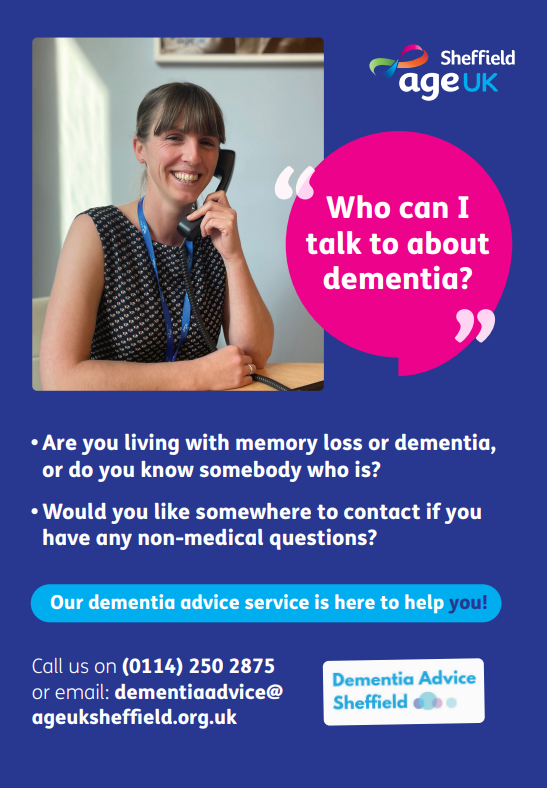 Sheffield
age UK
“
Who can I
talk to about
dementia?
”
• Are you living with memory loss or dementia,
or do you know somebody who is?
• Would you like somewhere to contact if you
have any non-medical questions?
Our dementia advice service is here to help you!
Call us on (0114) 250 2875
or email: dementiaadvice@
ageuksheffield.org.uk
Dementia Advice
Sheffield